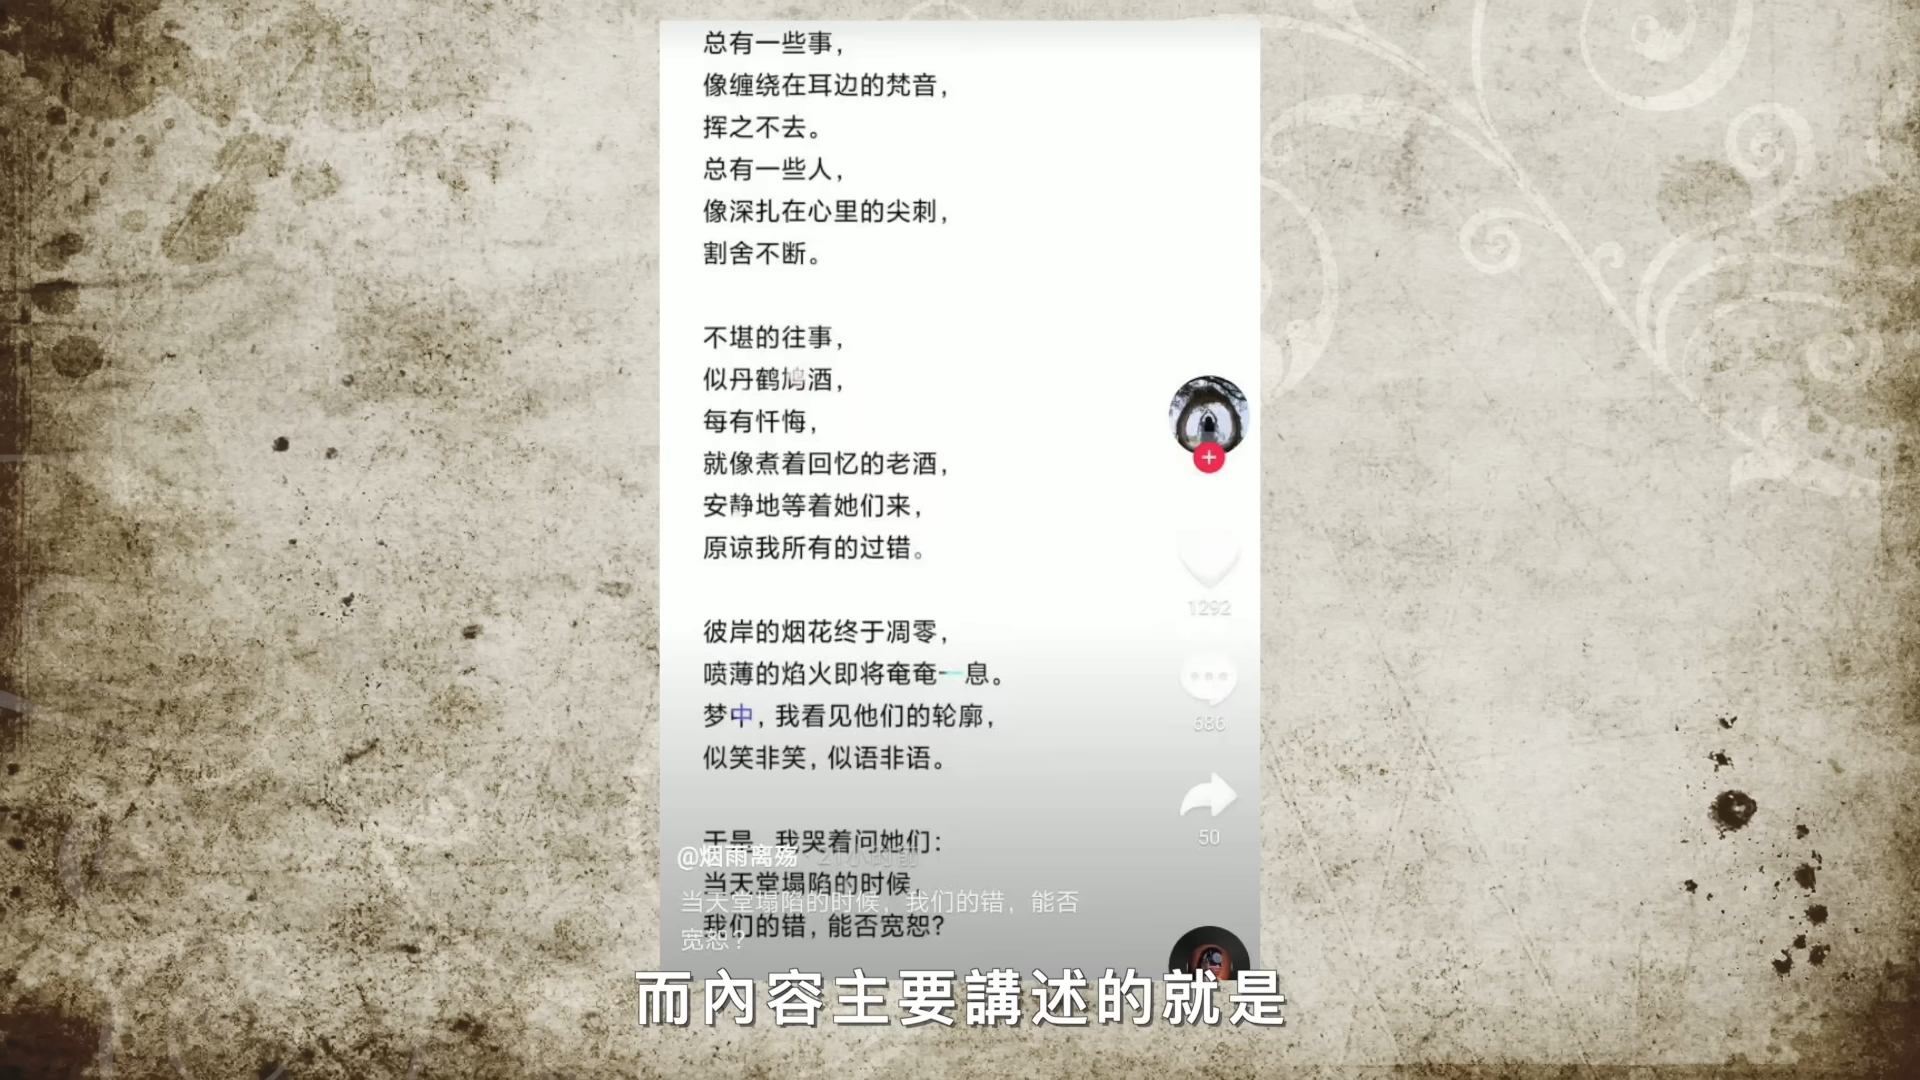 总有一些事，
像缠绕在耳边的梵音，
挥之不去。
总有一些人，
像深扎在心里的尖刺，
割舍不断。
不堪的往事，
似丹鹤鸩酒，
每有忏悔，
就像煮着回忆的老酒，
安静地等着她们来，
原谅我所有的过错。
彼岸的烟花终于凋零，
喷薄的焰火即将奄奄一息。
梦中，我看见他们的轮廓，
似笑非笑，似语非语。
于是，我哭着问她们：
当天堂塌陷的时候，
我们的错，能否宽恕？
1292
686
50
@烟雨离殇 · 21小时前
当天堂塌陷的时候，我们的错，能否
宽恕？
而內容主要講述的就是